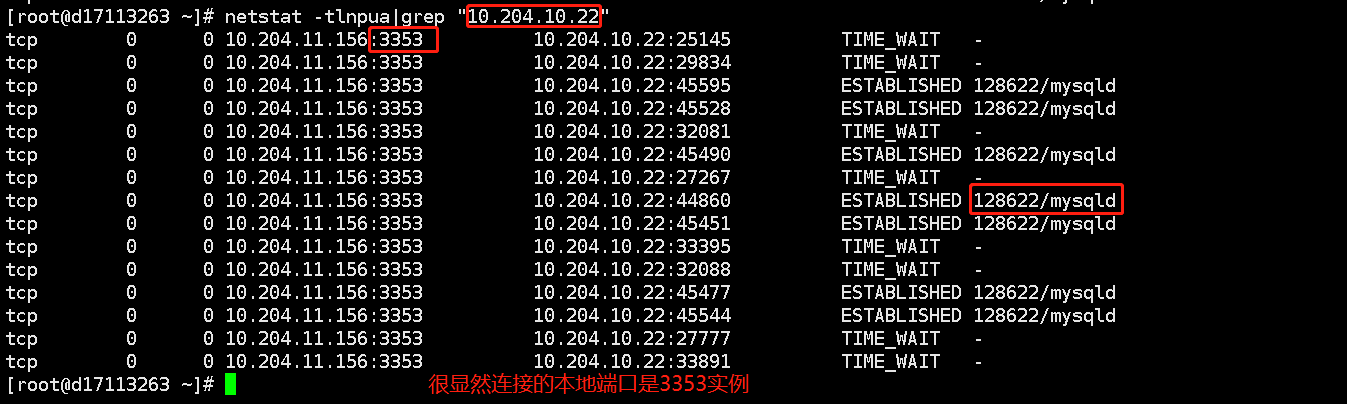 [root@d17113263 ~]# netstat -tlnpua|grep "10.204.10.22"
tcp 0 0 10.204.11.156:3353 10.204.10.22:25145 TIME_WAIT -
tcp 0 0 10.204.11.156:3353 10.204.10.22:29834 TIME_WAIT -
tcp 0 0 10.204.11.156:3353 10.204.10.22:45595 ESTABLISHED 128622/mysqld
tcp 0 0 10.204.11.156:3353 10.204.10.22:45528 ESTABLISHED 128622/mysqld
tcp 0 0 10.204.11.156:3353 10.204.10.22:32081 TIME_WAIT -
tcp 0 0 10.204.11.156:3353 10.204.10.22:45490 ESTABLISHED 128622/mysqld
tcp 0 0 10.204.11.156:3353 10.204.10.22:27267 TIME_WAIT -
tcp 0 0 10.204.11.156:3353 10.204.10.22:44860 ESTABLISHED 128622/mysqld
tcp 0 0 10.204.11.156:3353 10.204.10.22:45451 ESTABLISHED 128622/mysqld
tcp 0 0 10.204.11.156:3353 10.204.10.22:33395 TIME_WAIT -
tcp 0 0 10.204.11.156:3353 10.204.10.22:32088 TIME_WAIT -
tcp 0 0 10.204.11.156:3353 10.204.10.22:45477 ESTABLISHED 128622/mysqld
tcp 0 0 10.204.11.156:3353 10.204.10.22:45544 ESTABLISHED 128622/mysqld
tcp 0 0 10.204.11.156:3353 10.204.10.22:27777 TIME_WAIT -
tcp 0 0 10.204.11.156:3353 10.204.10.22:33891 TIME_WAIT -
[root@d17113263 ~]# 很显然连接的本地端口是3353实例